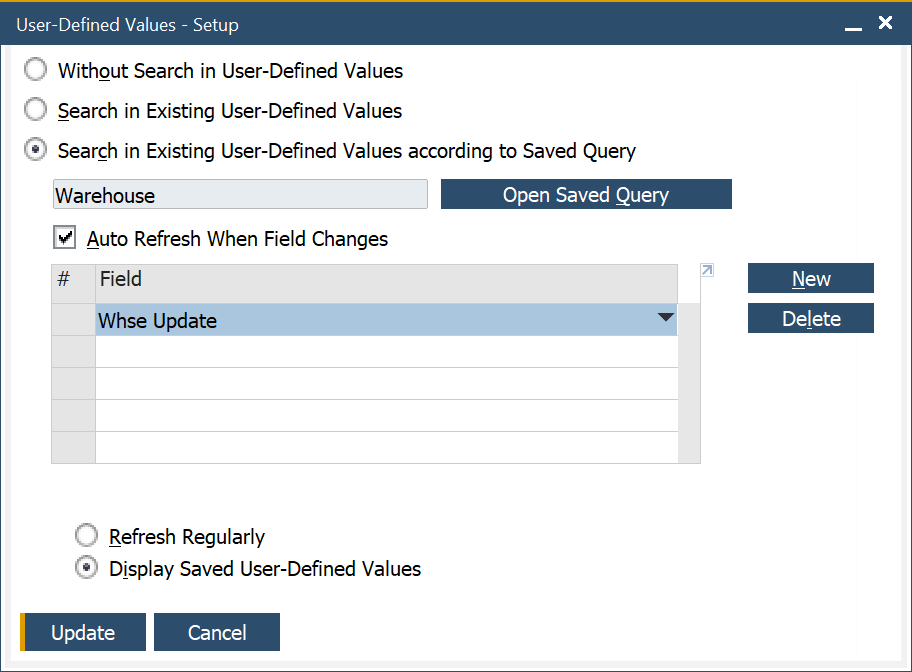 User-Defined Values - Setup
Without Search in User-Defined Values
Search in Existing User-Defined Values
Search in Existing User-Defined Values according to Saved Query
Warehouse Open Saved Query
Auto Refresh When Field Changes
# Field
New
Whse Update
Delete
Refresh Regularly
Display Saved User-Defined Values
Update Cancel